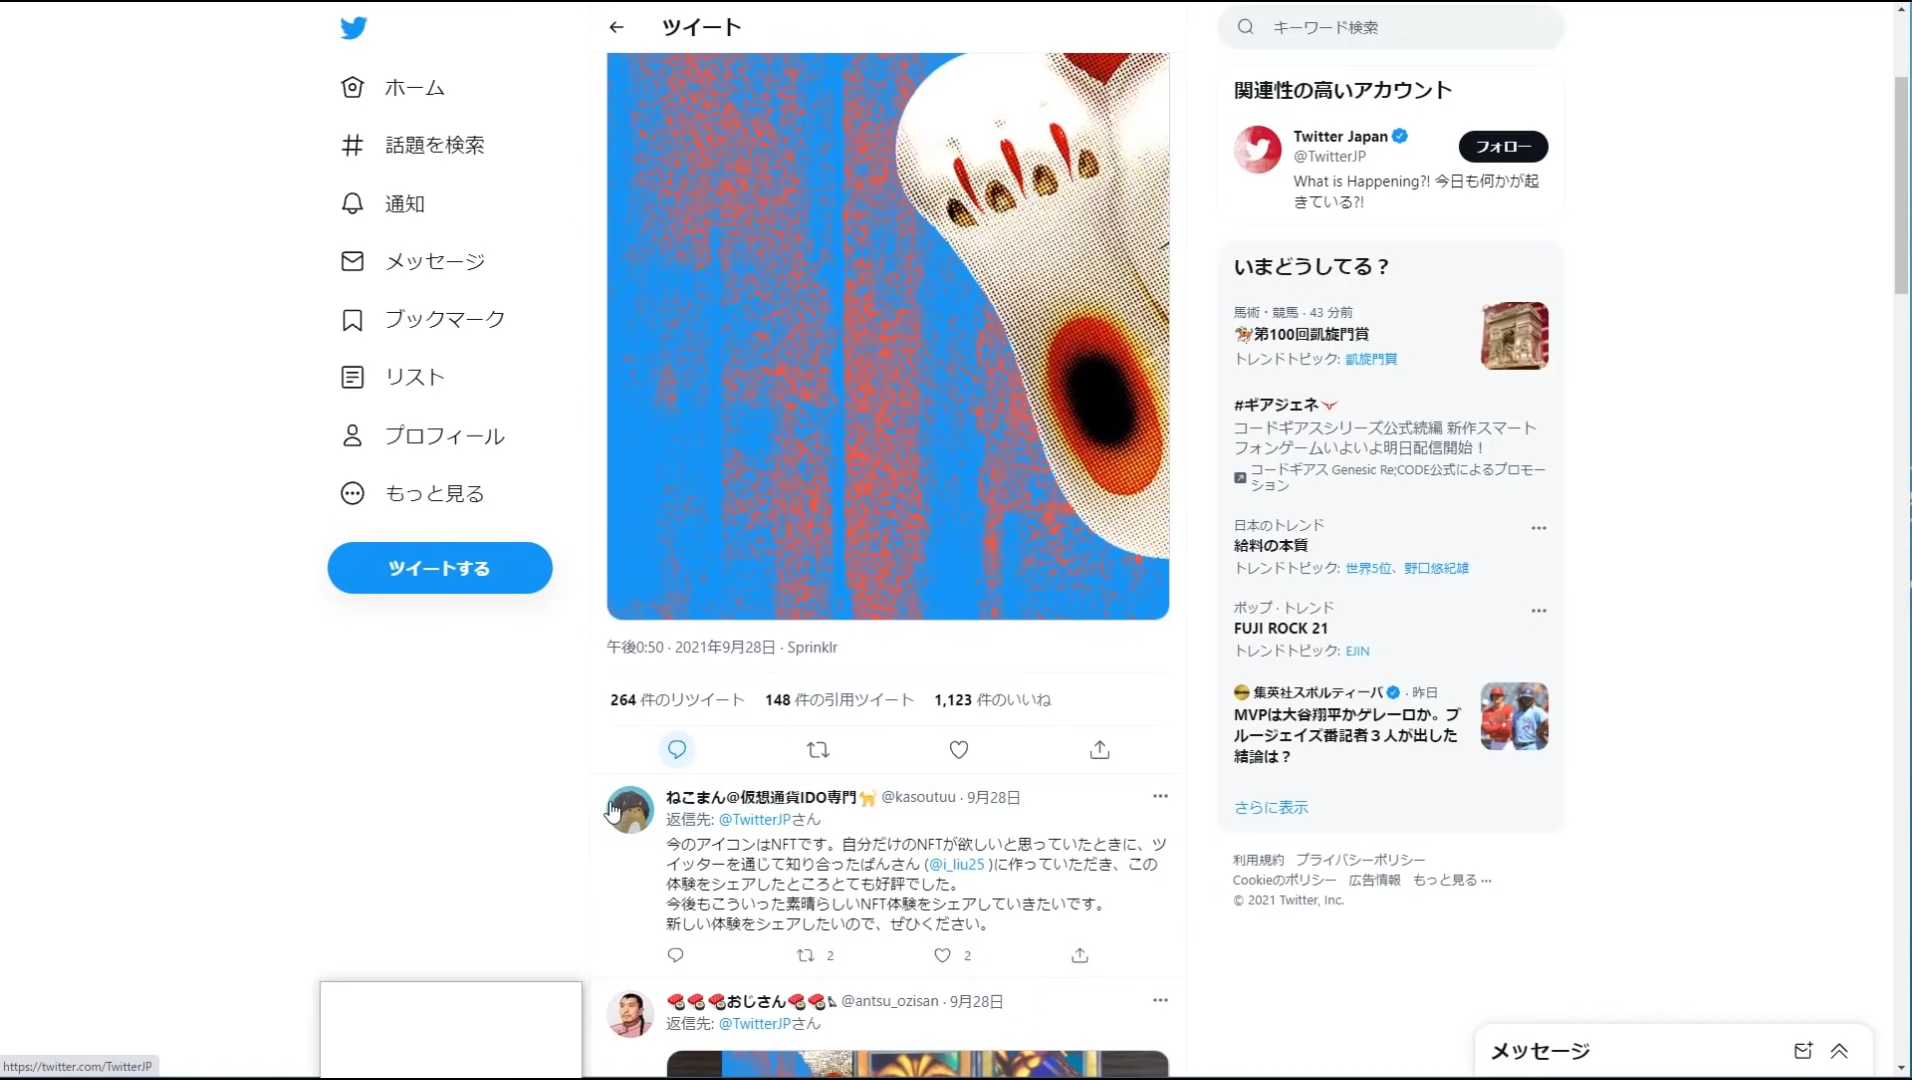 ホーム
話題を検索
通知
メッセージ
ブックマーク
リスト
プロフィール
もっと見る
ツイートする
ツイート
午後0:50 · 2021年9月28日 · Sprinklr
264 件のリツイート 148 件の引用ツイート 1,123 件のいいね
ねこまん@仮想通貨IDO専門🐈 @kasoutuu · 9月28日
返信先: @TwitterJPさん
今のアイコンはNFTです。自分だけのNFTが欲しいと思っていたときに、ツ
イッターを通じて知り合ったぱんさん (@i_liu25 )に作っていただき、この
体験をシェアしたところとても好評でした。
今後もこういった素晴らしいNFT体験をシェアしていきたいです。
新しい体験をシェアしたいので、ぜひください。
2 2
🍣🍣🍣おじさん🍣🍣 @antsu_ozisan · 9月28日
返信先: @TwitterJPさん
キーワード検索
関連性の高いアカウント
Twitter Japan
@TwitterJP
フォロー
What is Happening?! 今日も何かが起
きている?!
いまどうしてる？
馬術・競馬 · 43 分前
🏇第100回凱旋門賞
トレンドトピック: 凱旋門賞
#ギアジェネ
コードギアスシリーズ公式続編 新作スマート
フォンゲームいよいよ明日配信開始！
コードギアス Genesic Re;CODE公式によるプロモー
ション
日本のトレンド
給料の本質
トレンドトピック: 世界5位、野口悠紀雄
ポップ · トレンド
FUJI ROCK 21
トレンドトピック: EJIN
集英社スポルティーバ · 昨日
MVPは大谷翔平かゲレーロか。ブ
ルージェイズ番記者３人が出した
結論は？
さらに表示
利用規約 プライバシーポリシー
Cookieのポリシー 広告情報 もっと見る ···
© 2021 Twitter, Inc.
メッセージ
https://twitter.com/TwitterJP